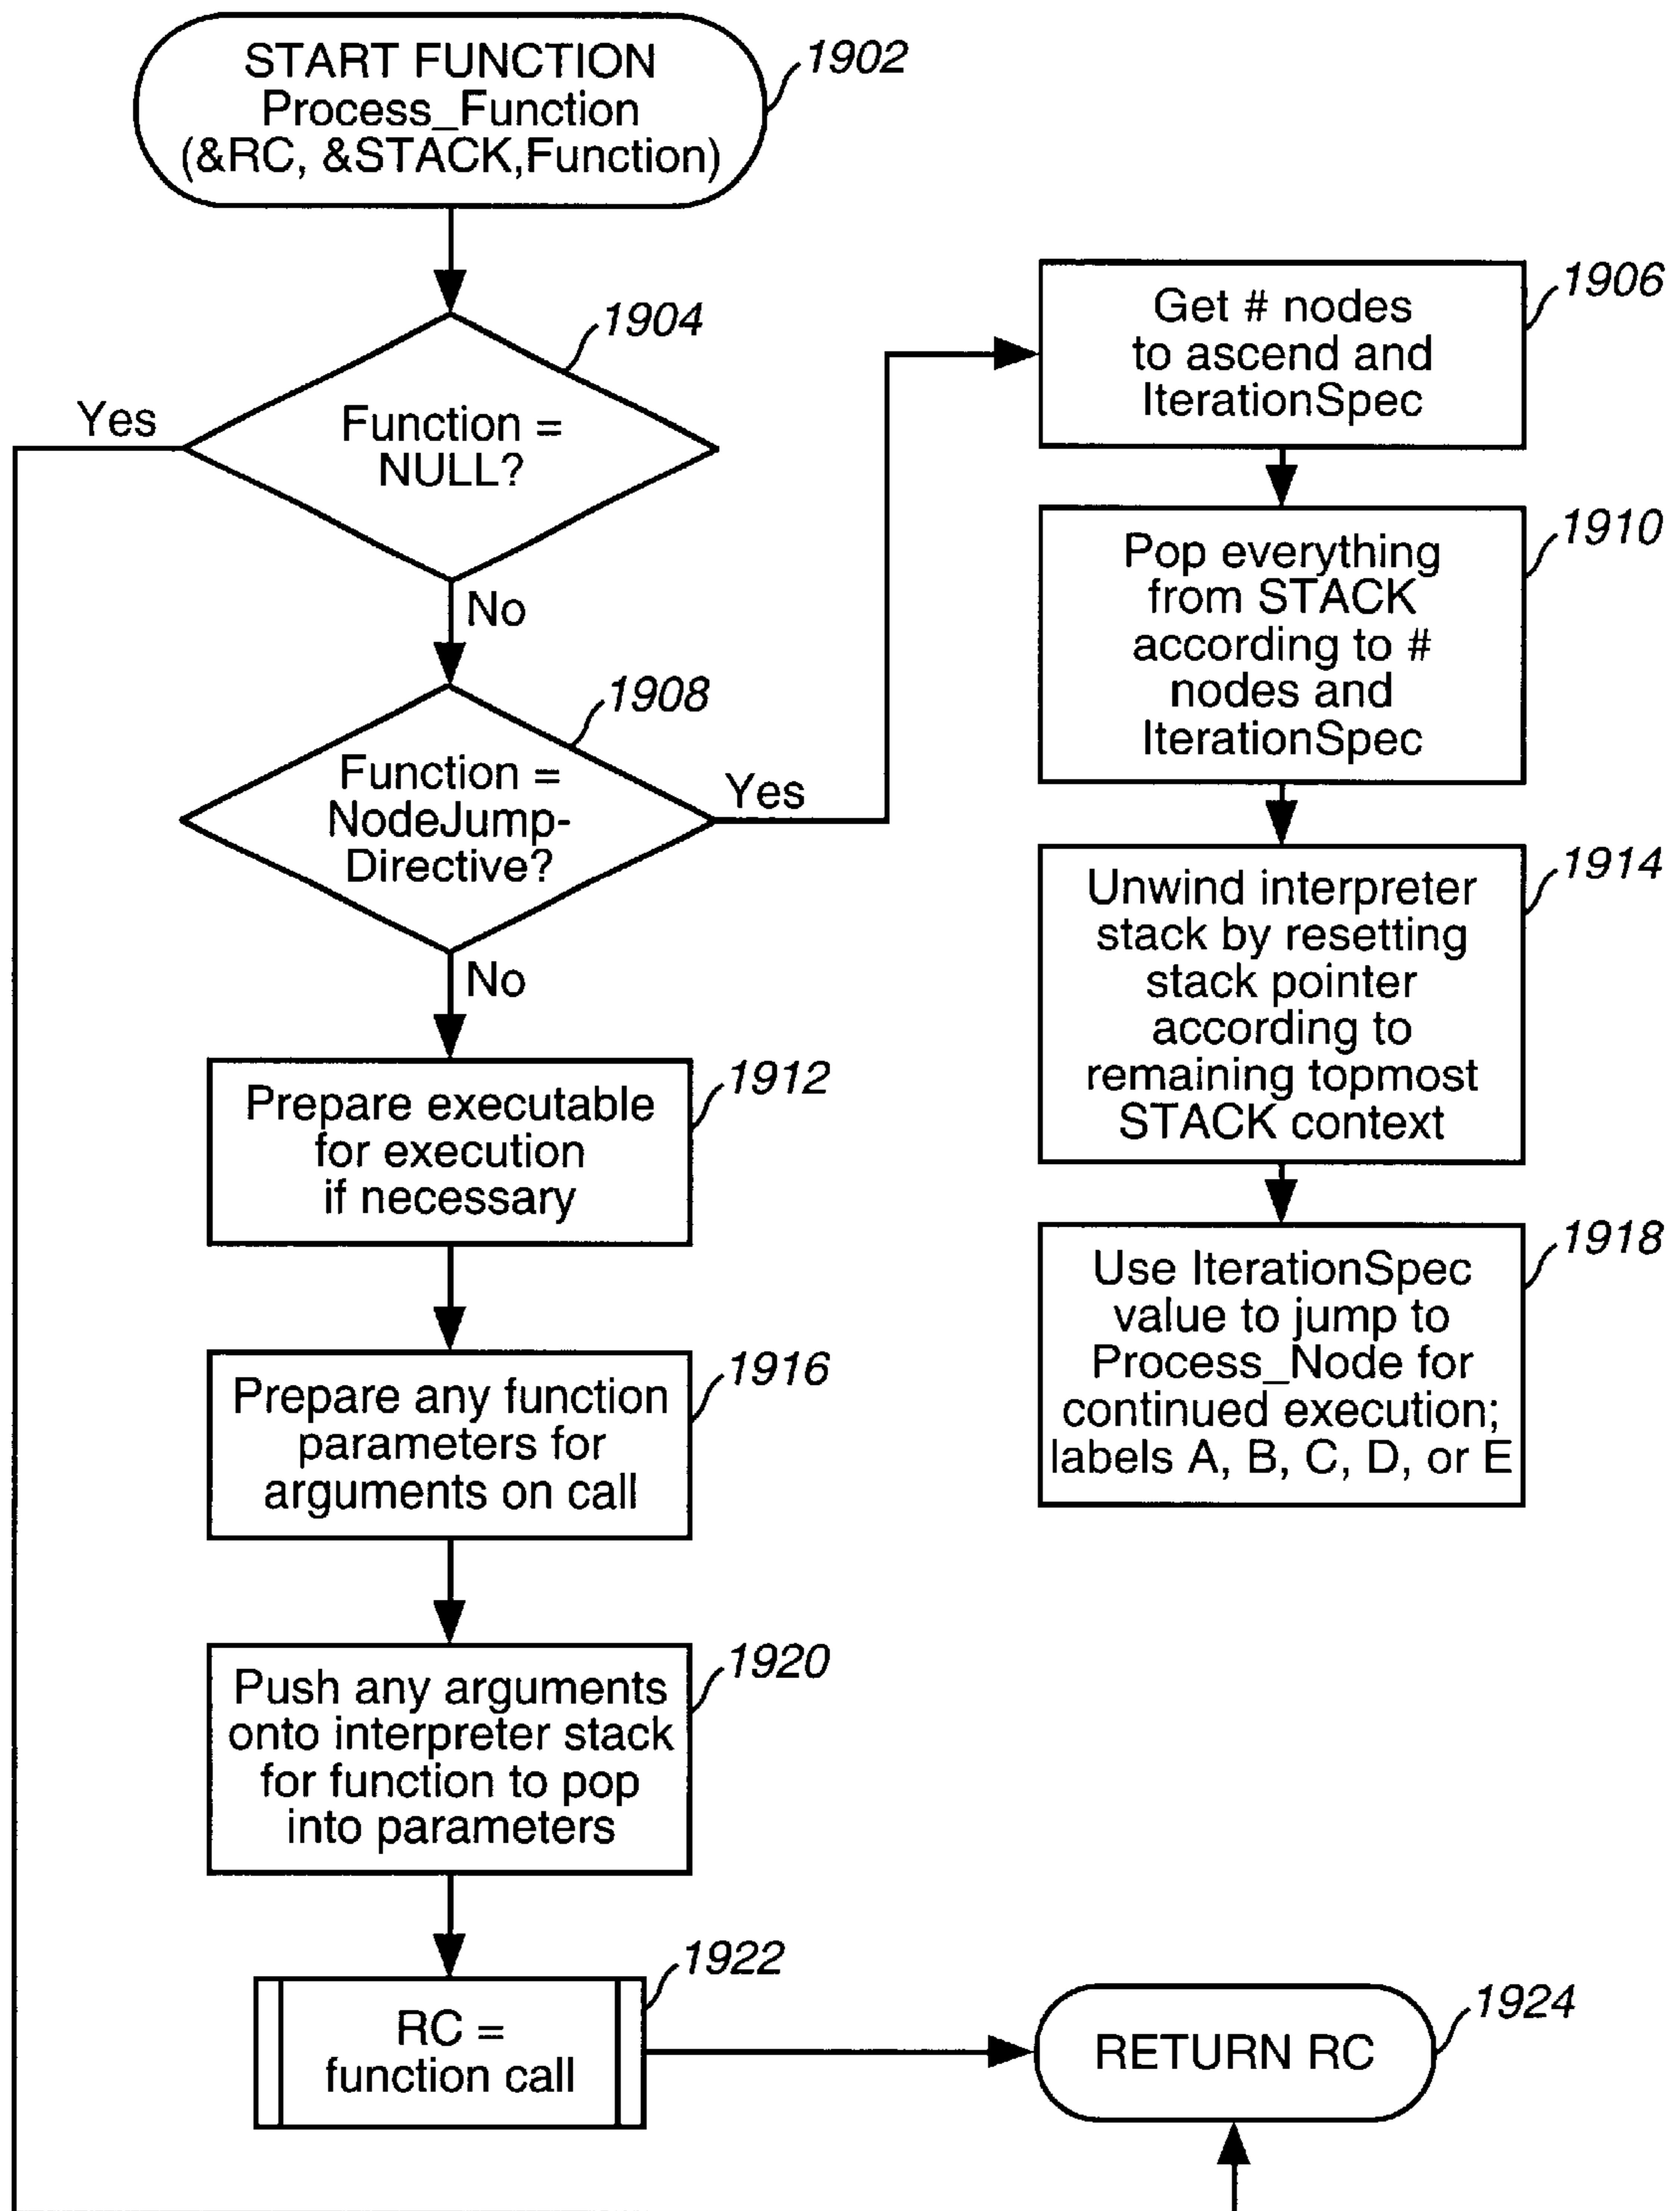 START FUNCTION
Process_Function
(&RC, &STACK,Function)
1902
1904
Function =
NULL?
Yes
No
1908
Function =
NodeJump-
Directive?
Yes
No
1906
Get # nodes
to ascend and
IterationSpec
1910
Pop everything
from STACK
according to #
nodes and
IterationSpec
1914
Unwind interpreter
stack by resetting
stack pointer
according to
remaining topmost
STACK context
1918
Use IterationSpec
value to jump to
Process_Node for
continued execution;
labels A, B, C, D, or E
1912
Prepare executable
for execution
if necessary
1916
Prepare any function
parameters for
arguments on call
1920
Push any arguments
onto interpreter stack
for function to pop
into parameters
1922
RC =
function call
1924
RETURN RC